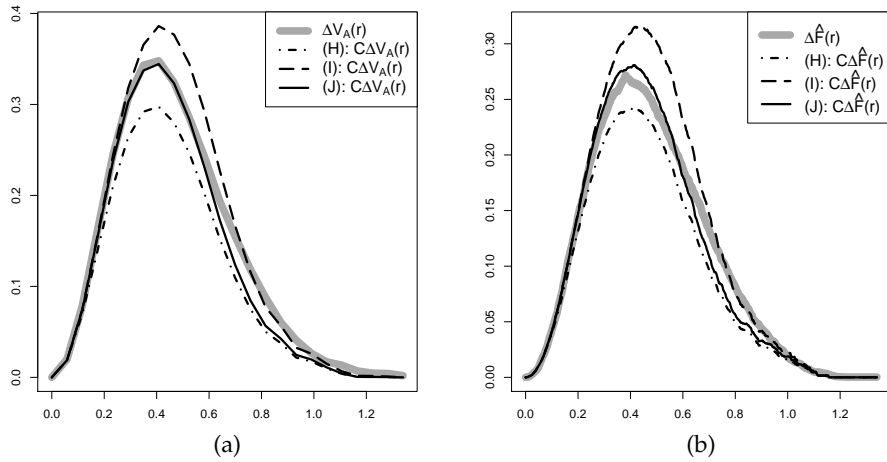 0.0 0.1 0.2 0.3 0.4
0.0 0.2 0.4 0.6 0.8 1.0 1.2
ΔV_A(r)
(H): CΔV_A(r)
(I): CΔV_A(r)
(J): CΔV_A(r)
(a)
0.00 0.05 0.10 0.15 0.20 0.25 0.30
0.0 0.2 0.4 0.6 0.8 1.0 1.2
ΔF̂(r)
(H): CΔF̂(r)
(I): CΔF̂(r)
(J): CΔF̂(r)
(b)